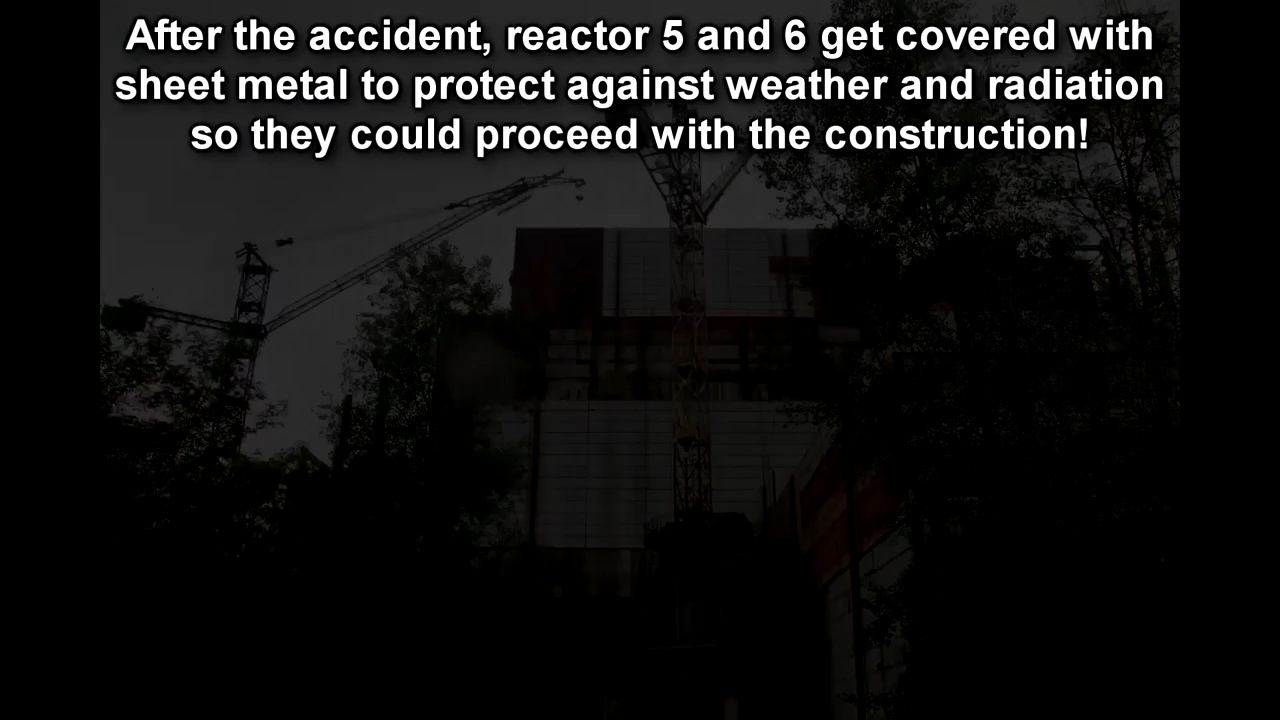 After the accident, reactor 5 and 6 get covered with
sheet metal to protect against weather and radiation
so they could proceed with the construction!